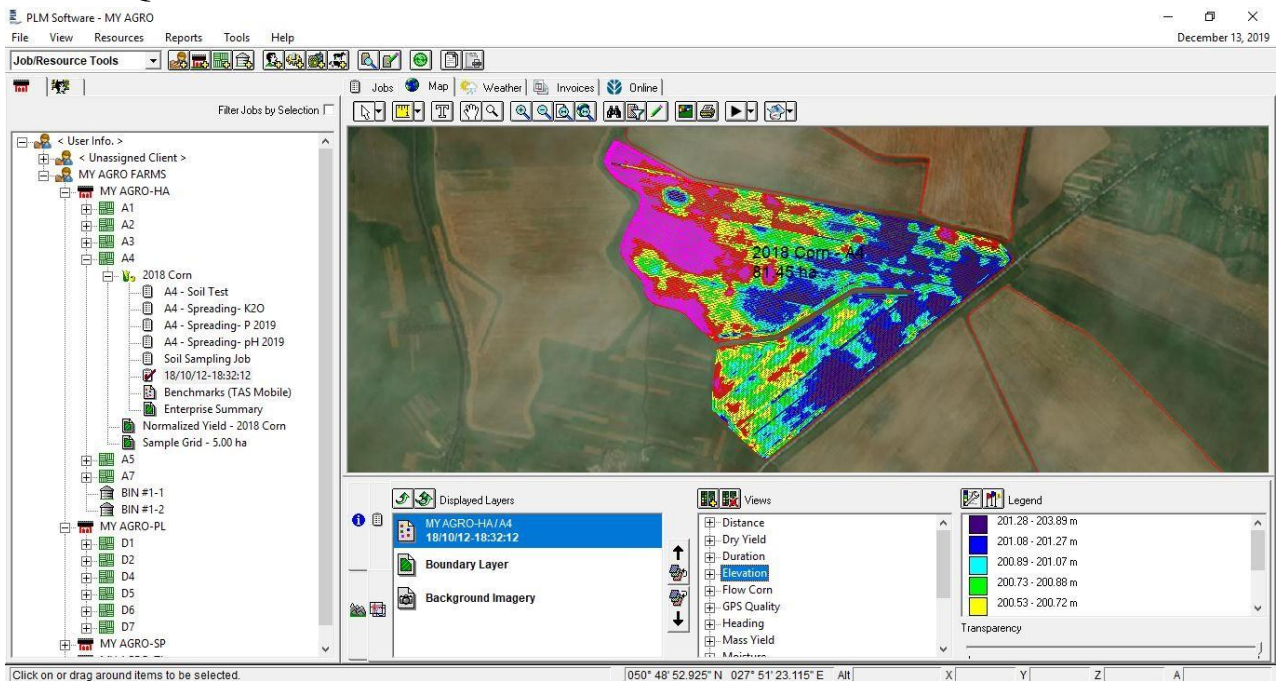 PLM Software - MY AGRO
File View Resources Reports Tools Help
December 13, 2019
Job/Resource Tools
Jobs Map Weather Invoices Online
Filter Jobs by Selection
< User Info. >
< Unassigned Client >
MY AGRO FARMS
MY AGRO-HA
A1
A2
A3
A4
2018 Corn
A4 - Soil Test
A4 - Spreading- K2O
A4 - Spreading- P 2019
A4 - Spreading- pH 2019
Soil Sampling Job
18/10/12-18:32:12
Benchmarks (TAS Mobile)
Enterprise Summary
Normalized Yield - 2018 Corn
Sample Grid - 5.00 ha
A5
A7
BIN #1-1
BIN #1-2
MY AGRO-PL
D1
D2
D4
D5
D6
D7
MY AGRO-SP
2018 Corn - A4
81.45 ha
Displayed Layers
MY AGRO-HA / A4
18/10/12-18:32:12
Boundary Layer
Background Imagery
Views
Distance
Dry Yield
Duration
Elevation
Flow Corn
GPS Quality
Heading
Mass Yield
Moisture
Legend
201.28 - 203.89 m
201.08 - 201.27 m
200.89 - 201.07 m
200.73 - 200.88 m
200.53 - 200.72 m
Transparency
Click on or drag around items to be selected.
050° 48' 52.925" N 027° 51' 23.115" E Alt X Y Z A